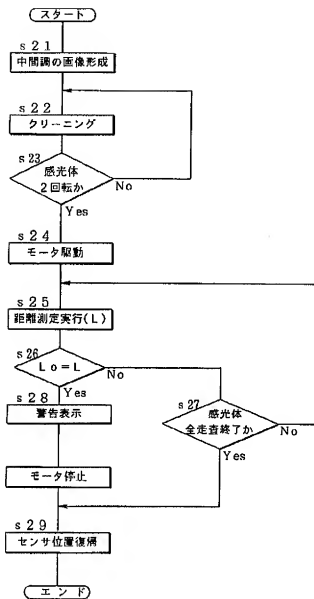 スタート
s21
中間調の画像形成
s22
クリーニング
s23
感光体
2回転か
No
Yes
s24
モータ駆動
s25
距離測定実行(L)
s26
Lo=L
No
Yes
s28
警告表示
s27
感光体
全走査終了か
No
Yes
モータ停止
s29
センサ位置復帰
エンド